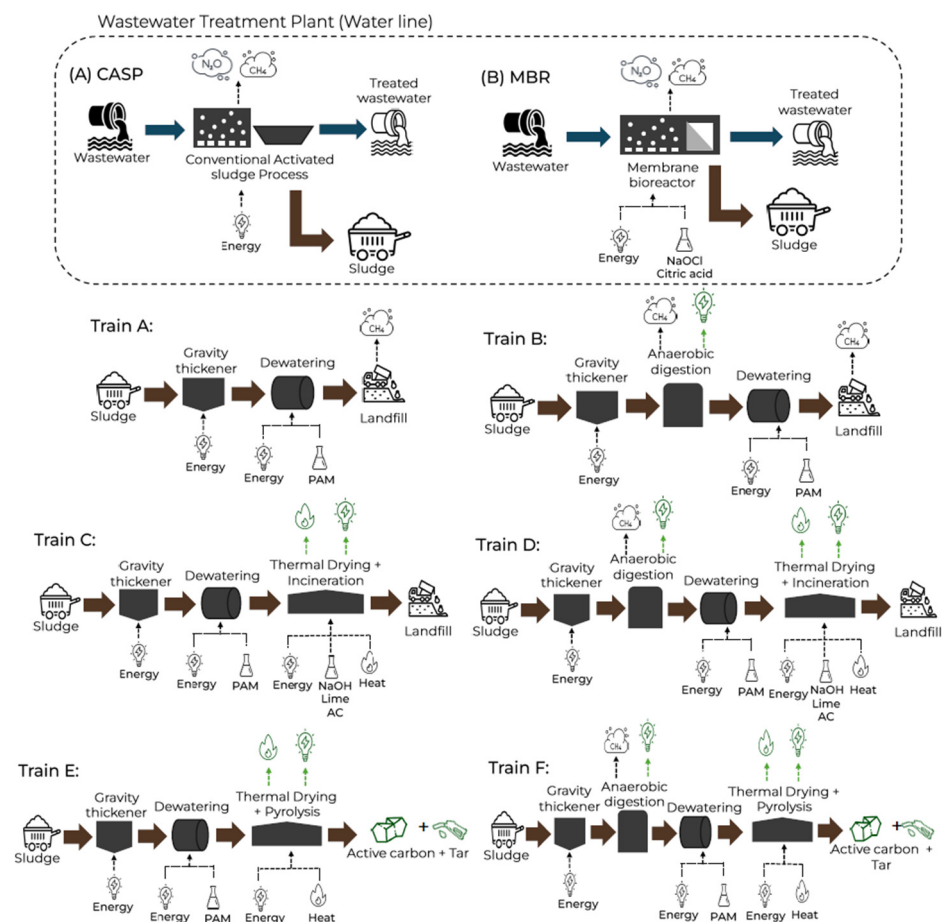 Wastewater Treatment Plant (Water line)
(A) CASP
N₂O
CH₄
Treated
wastewater
Wastewater
Conventional Activated
sludge Process
Energy
Sludge
(B) MBR
N₂O
CH₄
Treated
wastewater
Wastewater
Membrane
bioreactor
Energy
NaOCl
Citric acid
Sludge
Train A:
CH₄
Gravity
thickener
Dewatering
Sludge
Landfill
Energy
Energy
PAM
Train B:
CH₄
CH₄
Gravity
thickener
Anaerobic
digestion
Dewatering
Sludge
Landfill
Energy
Energy
PAM
Train C:
Gravity
thickener
Dewatering
Thermal Drying +
Incineration
Sludge
Landfill
Energy
Energy
PAM
Energy
NaOH
Lime
AC
Heat
Train D:
CH₄
Gravity
thickener
Anaerobic
digestion
Dewatering
Thermal Drying
+ Incineration
Sludge
Landfill
Energy
Energy
PAM
Energy
NaOH
Lime
AC
Heat
Train E:
Gravity
thickener
Dewatering
Thermal Drying
+ Pyrolysis
Sludge
+
Active carbon + Tar
Energy
Energy
PAM
Energy
Heat
Train F:
CH₄
Gravity
thickener
Anaerobic
digestion
Dewatering
Thermal Drying +
Pyrolysis
Sludge
+
Active carbon +
Tar
Energy
Energy
PAM
Energy
Heat